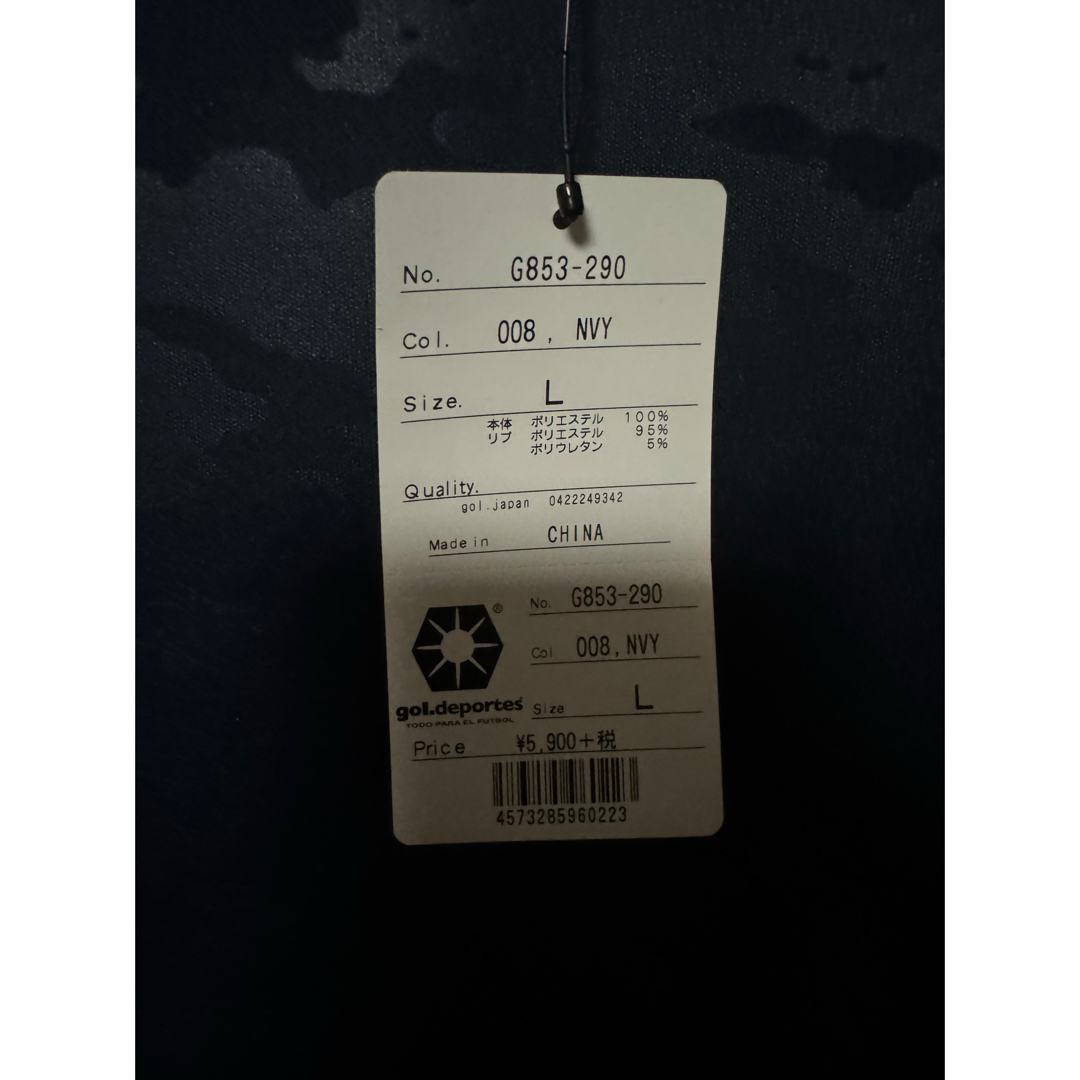 No. G853-290
Col. 008, NVY
Size. L
本体 ポリエステル 100%
リブ ポリエステル 95%
ポリウレタン 5%
Quality.
gol.japan 0422249342
Made in CHINA
No. G853-290
Col 008, NVY
®
gol.deportes
TODO PARA EL FUTBOL
Size L
Price ¥5,900+税
4573285960223